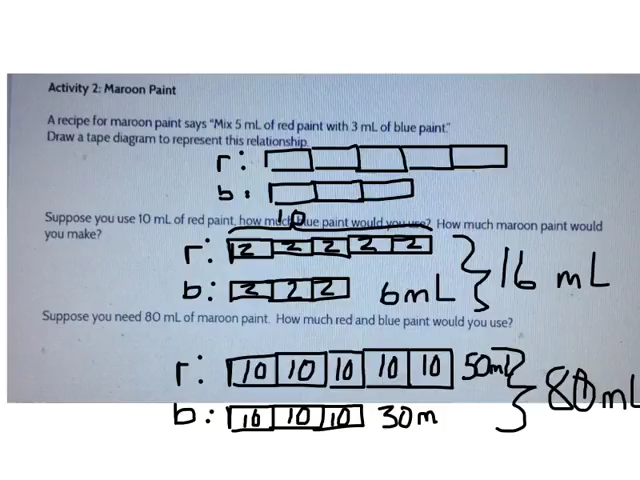 Activity 2: Maroon Paint
A recipe for maroon paint says "Mix 5 mL of red paint with 3 mL of blue paint."
Draw a tape diagram to represent this relationship.
r:
b:
10
Suppose you use 10 mL of red paint, how much blue paint would you use? How much maroon paint would
you make?
r: 2 2 2 2 2
b: 2 2 2 6mL 16 mL
Suppose you need 80 mL of maroon paint. How much red and blue paint would you use?
r: 10 10 10 10 10 50mL
b: 10 10 10 30m 80mL